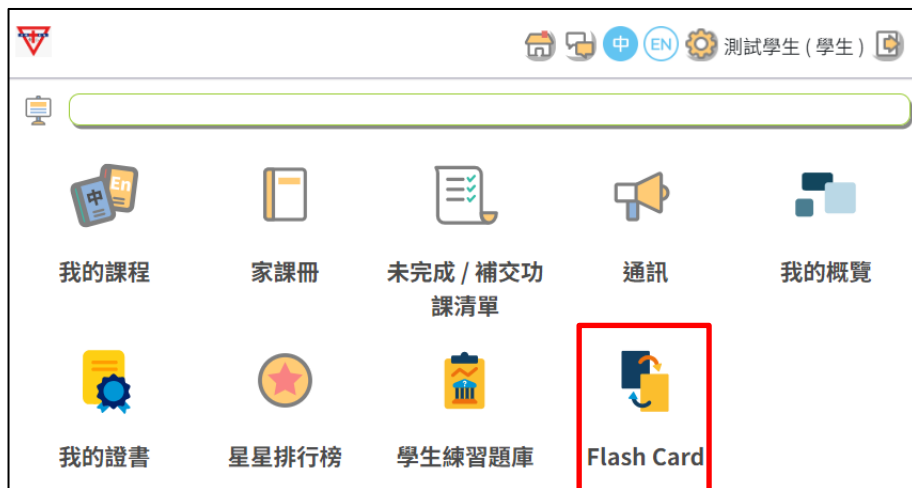 中 EN 測試學生 ( 學生 )
中 En
我的課程 家課冊 未完成 / 補交功 通訊 我的概覽
課清單
我的證書 星星排行榜 學生練習題庫 Flash Card